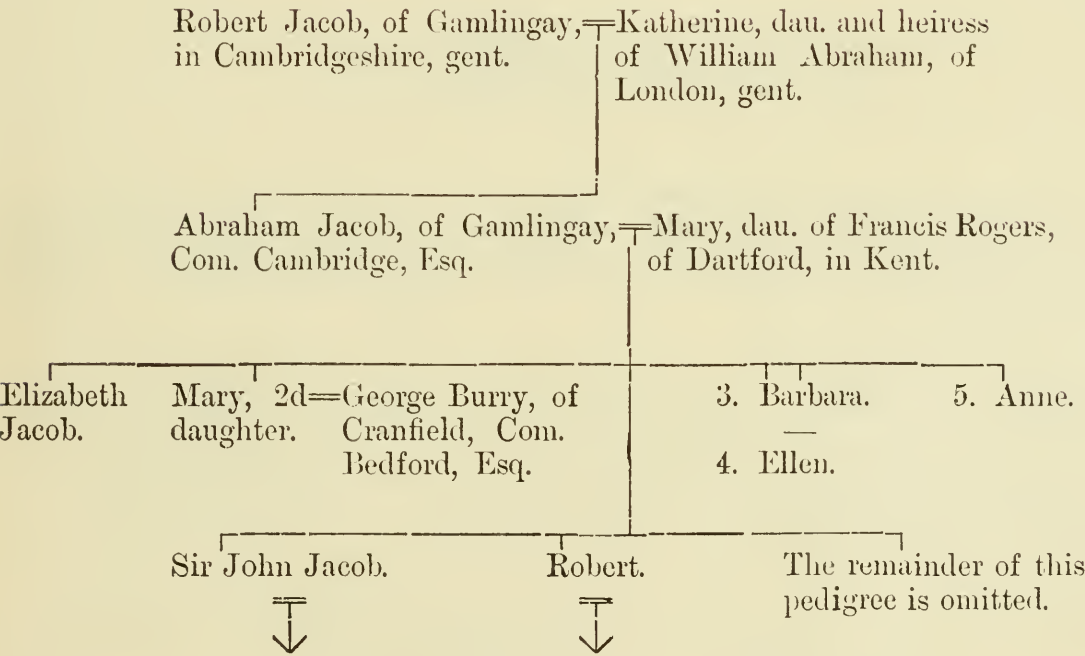 Robert Jacob, of Gamlingay,
in Cambridgeshire, gent.
Katherine, dau. and heiress
of William Abraham, of
London, gent.
Abraham Jacob, of Gamlingay,
Com. Cambridge, Esq.
Mary, dau. of Francis Rogers,
of Dartford, in Kent.
Elizabeth
Jacob.
Mary, 2d
daughter.
George Burry, of
Cranfield, Com.
Bedford, Esq.
3. Barbara.
4. Ellen.
5. Anne.
Sir John Jacob.
Robert.
The remainder of this
pedigree is omitted.